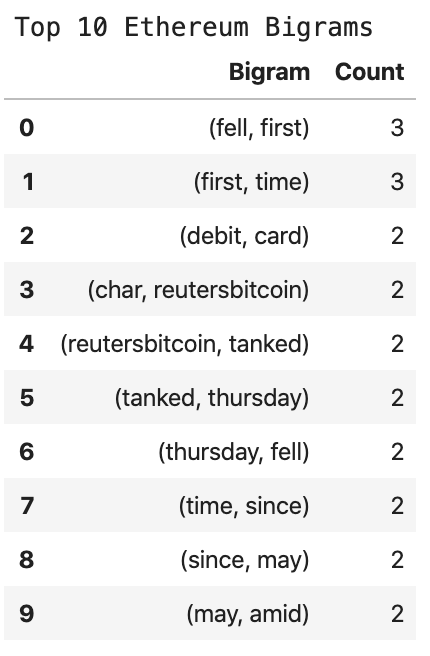 Top 10 Ethereum Bigrams
Bigram Count
0 (fell, first) 3
1 (first, time) 3
2 (debit, card) 2
3 (char, reutersbitcoin) 2
4 (reutersbitcoin, tanked) 2
5 (tanked, thursday) 2
6 (thursday, fell) 2
7 (time, since) 2
8 (since, may) 2
9 (may, amid) 2